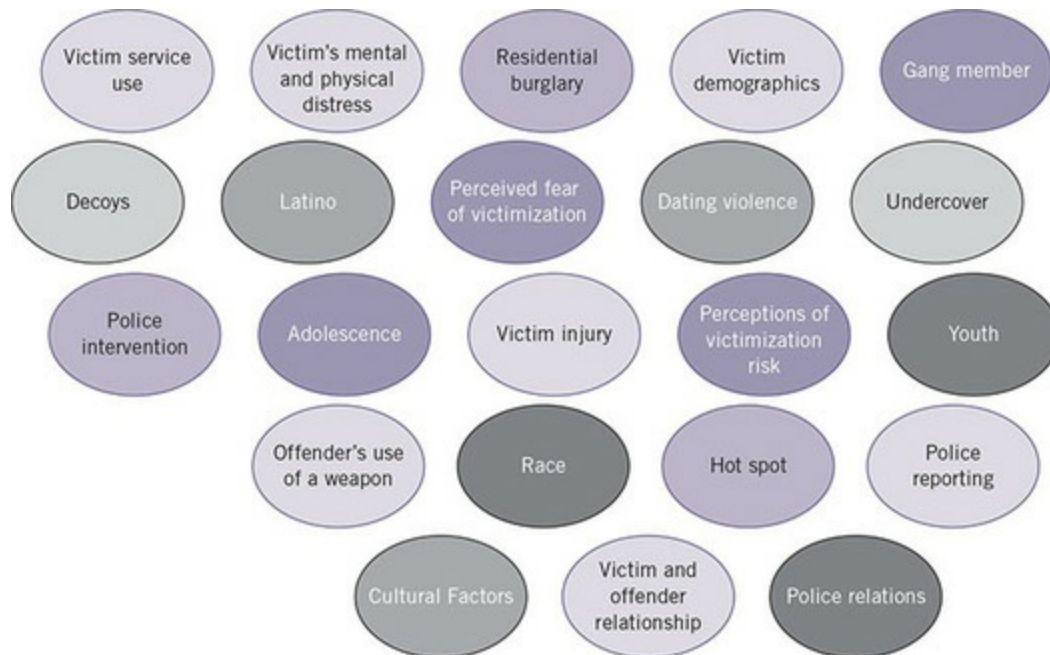 Victim service
use
Victim's mental
and physical
distress
Residential
burglary
Victim
demographics
Gang member
Decoys
Latino
Perceived fear
of victimization
Dating violence
Undercover
Police
intervention
Adolescence
Victim injury
Perceptions of
victimization
risk
Youth
Offender's use
of a weapon
Race
Hot spot
Police
reporting
Cultural Factors
Victim and
offender
relationship
Police relations